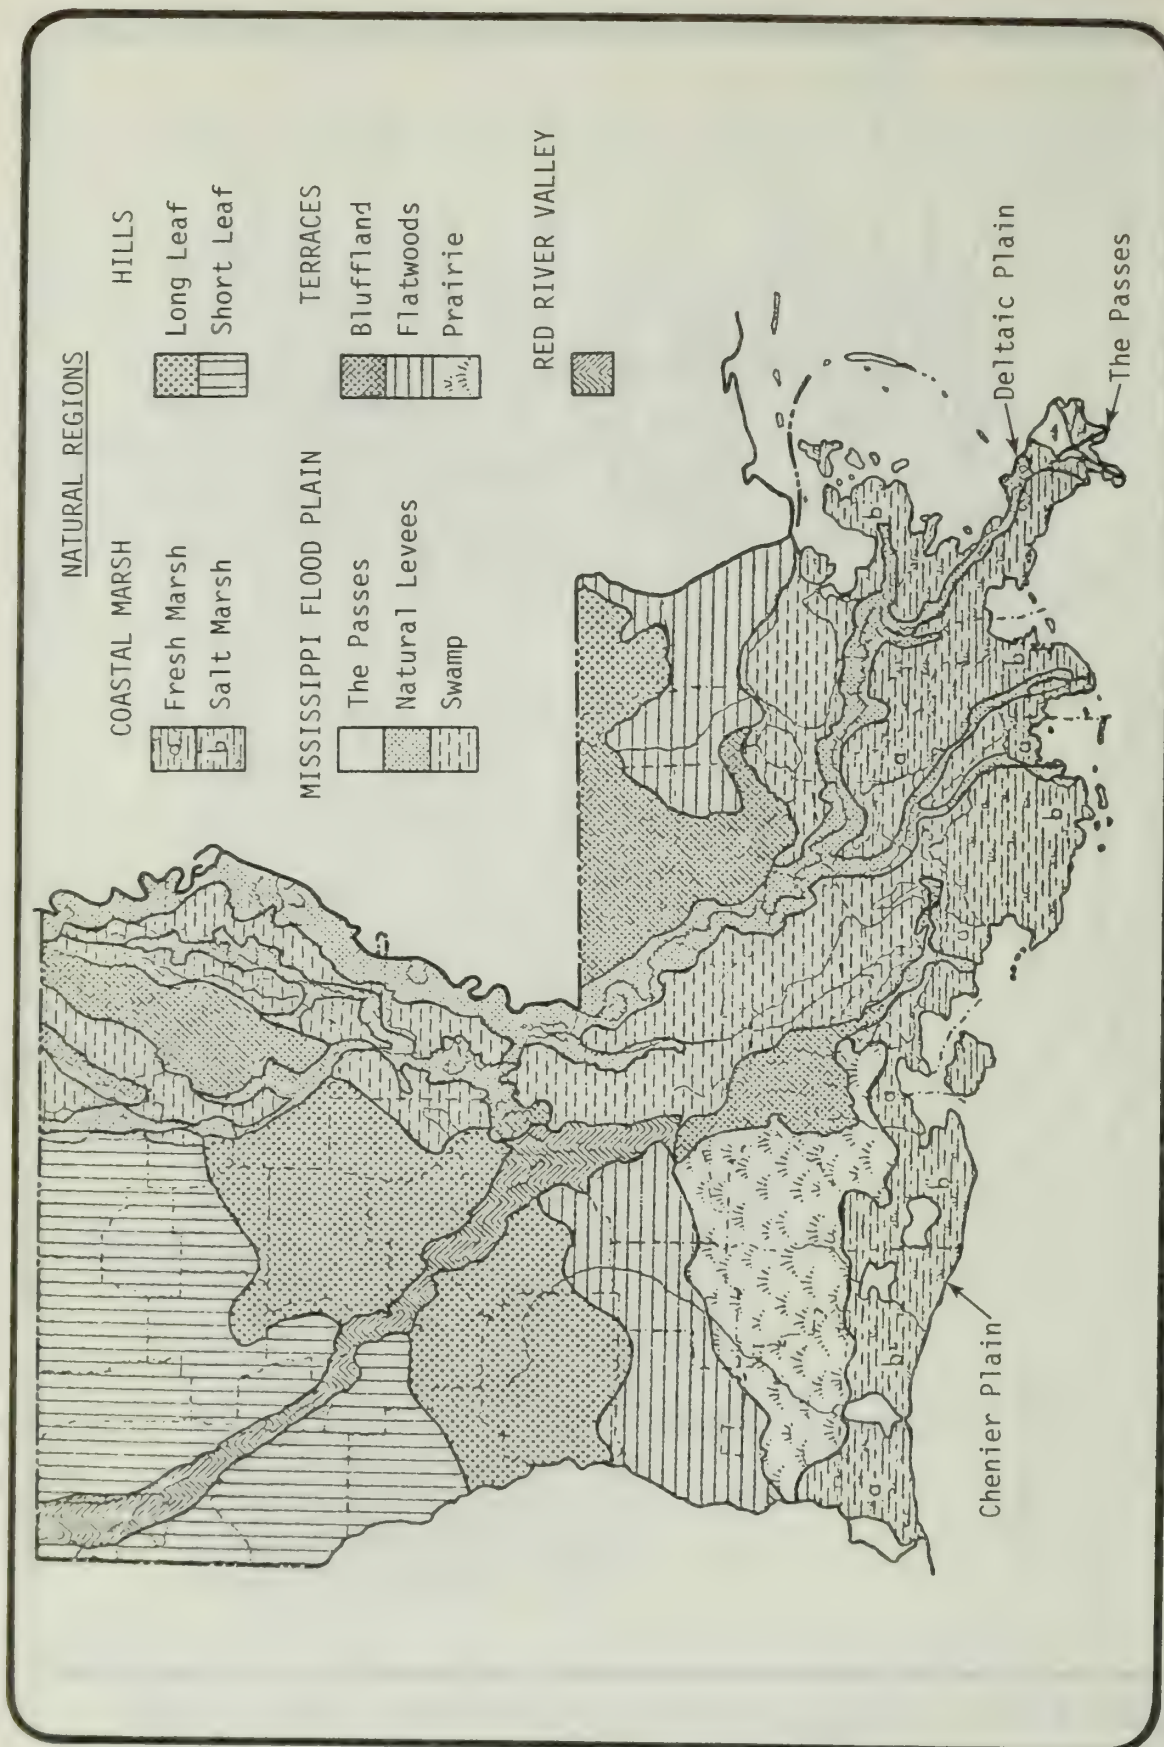 NATURAL REGIONS
COASTAL MARSH
a Fresh Marsh
b Salt Marsh
HILLS
Long Leaf
Short Leaf
MISSISSIPPI FLOOD PLAIN
The Passes
Natural Levees
Swamp
TERRACES
Bluffland
Flatwoods
Prairie
RED RIVER VALLEY
Chenier Plain
Deltaic Plain
The Passes
a
b
b
a
b
a
a
b
b
a
b